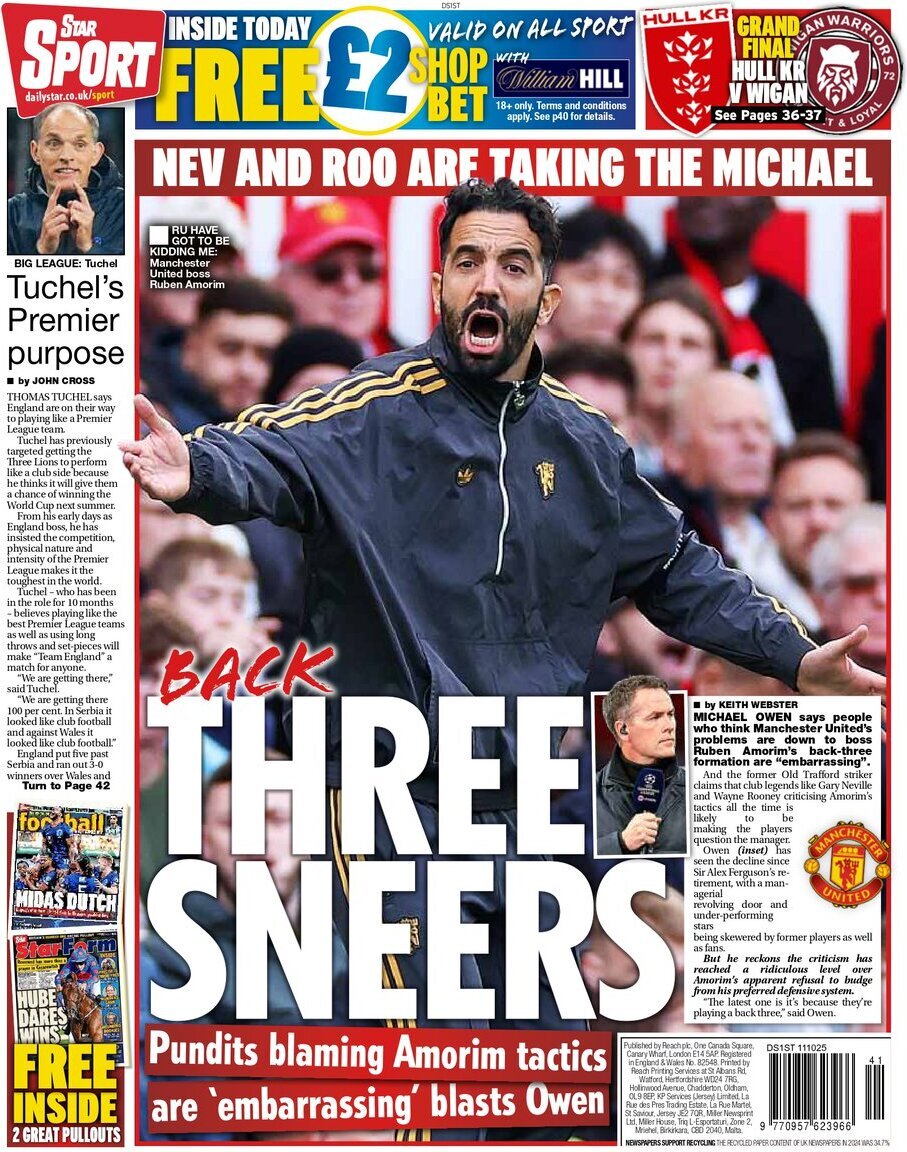 DS1ST
STAR
SPORT
dailystar.co.uk/sport
INSIDE TODAY
FREE
£2
SHOP
BET
VALID ON ALL SPORT
WITH
William HILL
18+ only. Terms and conditions
apply. See p40 for details.
HULL KR
GRAND
FINAL
HULL KR
V WIGAN
See Pages 36-37
WARRIORS
72
& LOYAL
NEV AND ROO ARE TAKING THE MICHAEL
BIG LEAGUE: Tuchel
Tuchel's
Premier
purpose
■ by JOHN CROSS
THOMAS TUCHEL says
England are on their way
to playing like a Premier
League team.
Tuchel has previously
targeted getting the
Three Lions to perform
like a club side because
he thinks it will give them
a chance of winning the
World Cup next summer.
From his early days as
England boss, he has
insisted the competition,
physical nature and
intensity of the Premier
League makes it the
toughest in the world.
Tuchel – who has been
in the role for 10 months
– believes playing like the
best Premier League teams
as well as using long
throws and set-pieces will
make “Team England” a
match for anyone.
“We are getting there,”
said Tuchel.
“We are getting there
100 per cent. In Serbia it
looked like club football
and against Wales it
looked like club football.”
England put five past
Serbia and ran out 3-0
winners over Wales and
Turn to Page 42
football
MIDAS DUTCH
Star Form
HUBE
DARES
WINS
FREE
INSIDE
2 GREAT PULLOUTS
RU HAVE
GOT TO BE
KIDDING ME:
Manchester
United boss
Ruben Amorim
BACK
THREE
SNEERS
Pundits blaming Amorim tactics
are ‘embarrassing’ blasts Owen
■ by KEITH WEBSTER
MICHAEL OWEN says people
who think Manchester United’s
problems are down to boss
Ruben Amorim’s back-three
formation are “embarrassing”.
And the former Old Trafford striker
claims that club legends like Gary Neville
and Wayne Rooney criticising Amorim’s
tactics all the time is
likely to be
making the players
question the manager.
Owen (inset) has
seen the decline since
Sir Alex Ferguson’s re-
tirement, with a man-
agerial
revolving door and
under-performing
stars
being skewered by former players as well
as fans.
But he reckons the criticism has
reached a ridiculous level over
Amorim’s apparent refusal to budge
from his preferred defensive system.
“The latest one is it’s because they’re
playing a back three,” said Owen.
MANCHESTER
UNITED
Published by Reach plc, One Canada Square,
Canary Wharf, London E14 5AP. Registered
in England & Wales No. 82548. Printed by
Reach Printing Services at St Albans Rd,
Watford, Hertfordshire WD24 7RG,
Hollinwood Avenue, Chadderton, Oldham,
OL9 8EP, KP Services (Jersey) Limited, La
Rue des Pres Trading Estate, La Rue Martel,
St Saviour, Jersey JE2 7QR, Miller Newsprint
Ltd, Miller House, Triq L-Esportaturi, Zone 2,
Mriehel, Birkirkara, CBD 2040, Malta.
DS1ST 111025
41
9 770957 623966
NEWSPAPERS SUPPORT RECYCLING THE RECYCLED PAPER CONTENT OF UK NEWSPAPERS IN 2024 WAS 34.7%